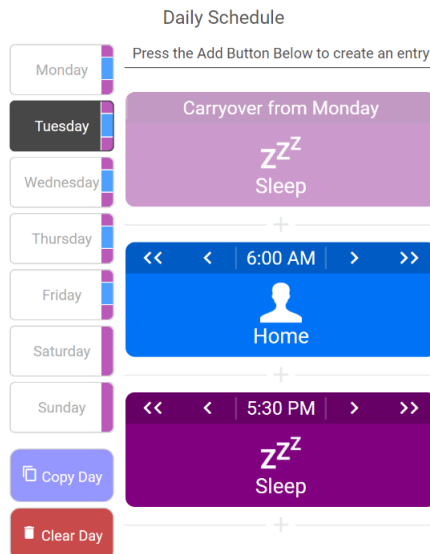 Daily Schedule
Press the Add Button Below to create an entry
Monday
Tuesday
Wednesday
Thursday
Friday
Saturday
Sunday
Copy Day
Clear Day
Carryover from Monday
zzz
Sleep
+
<< < 6:00 AM > >>
Home
+
<< < 5:30 PM > >>
zzz
Sleep
+